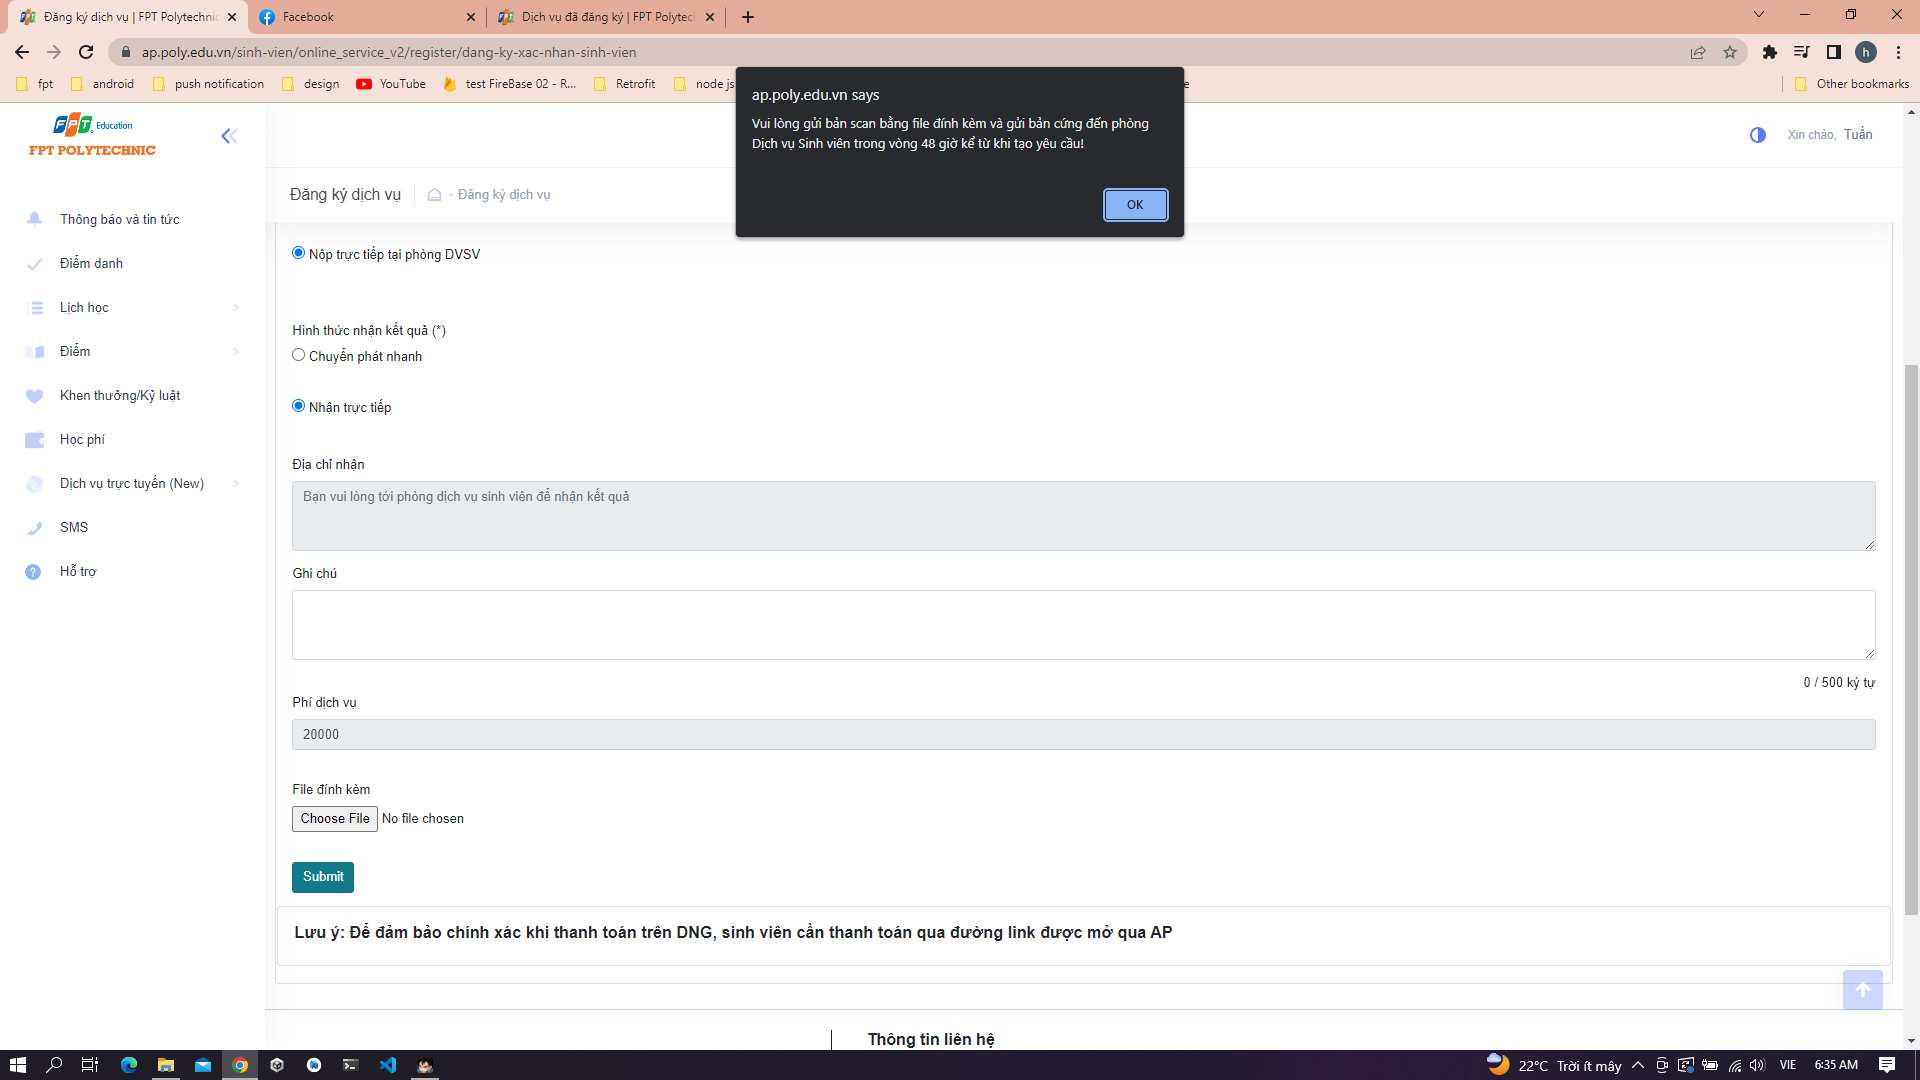 Đăng ký dịch vụ | FPT Polytechnic
Facebook
Dịch vụ đã đăng ký | FPT Polytec
ap.poly.edu.vn/sinh-vien/online_service_v2/register/dang-ky-xac-nhan-sinh-vien
h
fpt
android
push notification
design
YouTube
test FireBase 02 - R...
Retrofit
node js
Other bookmarks
ap.poly.edu.vn says
Vui lòng gửi bản scan bằng file đính kèm và gửi bản cứng đến phòng
Dịch vụ Sinh viên trong vòng 48 giờ kể từ khi tạo yêu cầu!
OK
FPT. Education
FPT POLYTECHNIC
Xin chào, Tuấn
Đăng ký dịch vụ
Đăng ký dịch vụ
Thông báo và tin tức
Điểm danh
Lịch học
Điểm
Khen thưởng/Kỷ luật
Học phí
Dịch vụ trực tuyến (New)
SMS
Hỗ trợ
Nộp trực tiếp tại phòng DVSV
Hình thức nhận kết quả (*)
Chuyển phát nhanh
Nhận trực tiếp
Địa chỉ nhận
Bạn vui lòng tới phòng dịch vụ sinh viên để nhận kết quả
Ghi chú
0 / 500 ký tự
Phí dịch vụ
20000
File đính kèm
Choose File No file chosen
Submit
Lưu ý: Để đảm bảo chính xác khi thanh toán trên DNG, sinh viên cần thanh toán qua đường link được mở qua AP
Thông tin liên hệ
22°C Trời ít mây
VIE
6:35 AM